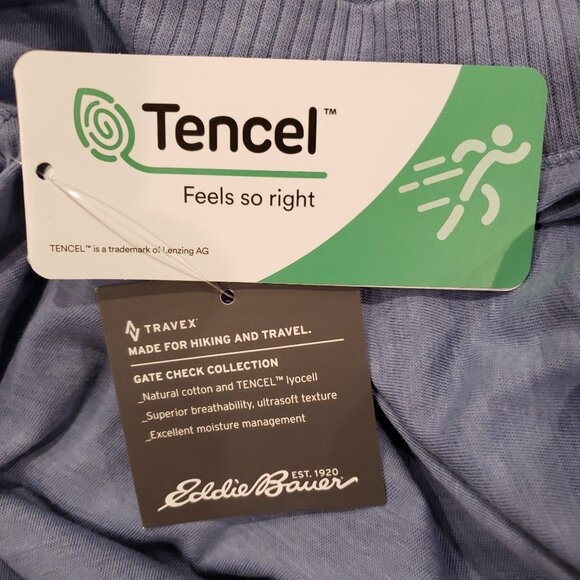 Tencel™
Feels so right
TENCEL™ is a trademark of Lenzing AG
TRAVEX®
MADE FOR HIKING AND TRAVEL.
GATE CHECK COLLECTION
_Natural cotton and TENCEL™ lyocell
_Superior breathability, ultrasoft texture
_Excellent moisture management
EST. 1920
Eddie Bauer